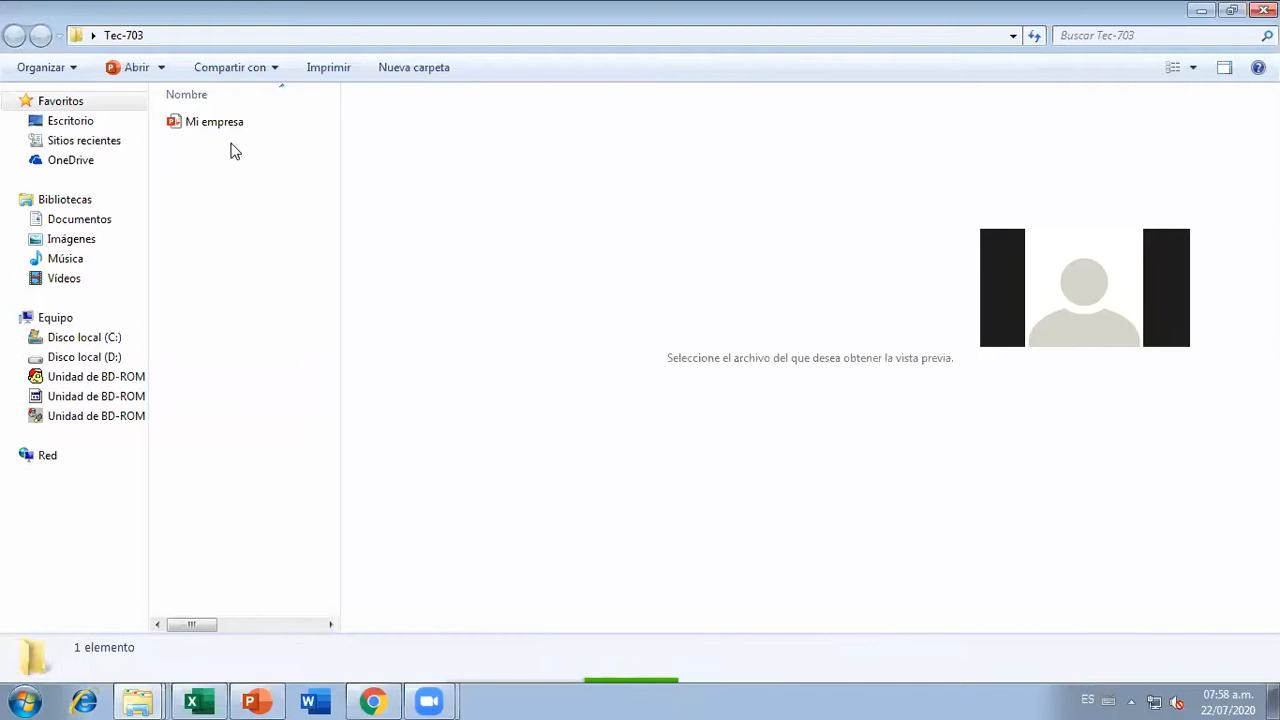 Tec-703
Buscar Tec-703
Organizar
Abrir
Compartir con
Imprimir
Nueva carpeta
Favoritos
Escritorio
Sitios recientes
OneDrive
Bibliotecas
Documentos
Imágenes
Música
Vídeos
Equipo
Disco local (C:)
Disco local (D:)
Unidad de BD-ROM
Unidad de BD-ROM
Unidad de BD-ROM
Red
Nombre
Mi empresa
Seleccione el archivo del que desea obtener la vista previa.
1 elemento
ES
07:58 a.m.
22/07/2020